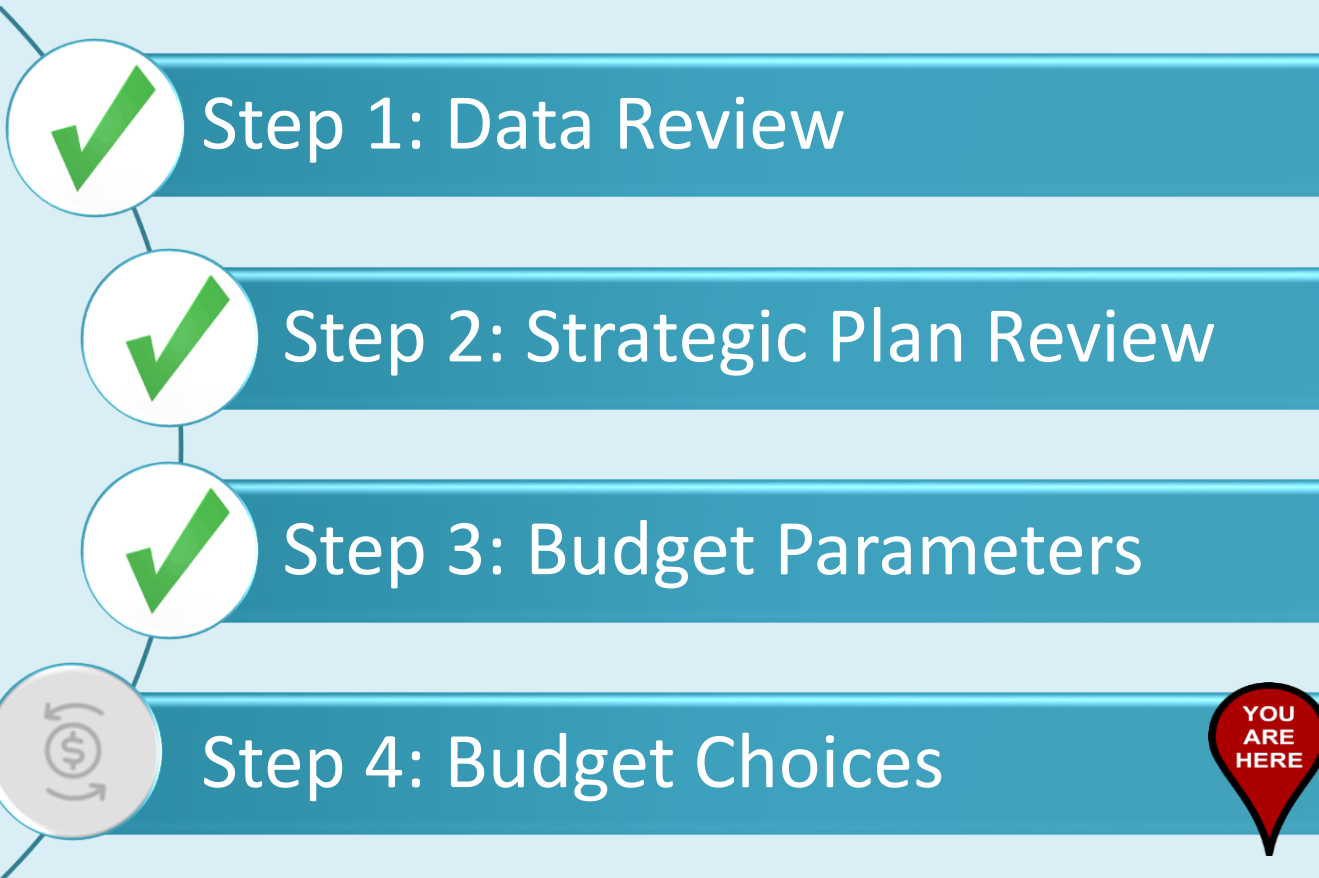 Step 1: Data Review
Step 2: Strategic Plan Review
Step 3: Budget Parameters
$
Step 4: Budget Choices
YOU
ARE
HERE